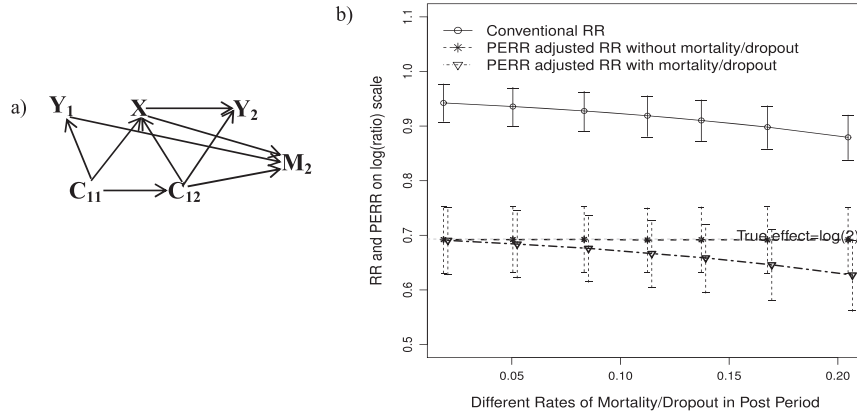 a)
Y1
X
Y2
M2
C11
C12
b)
RR and PERR on log(ratio) scale
1.1
1.0
0.9
0.8
0.7
0.6
0.5
Conventional RR
PERR adjusted RR without mortality/dropout
PERR adjusted RR with mortality/dropout
True effect=log(2)
0.05
0.10
0.15
0.20
Different Rates of Mortality/Dropout in Post Period